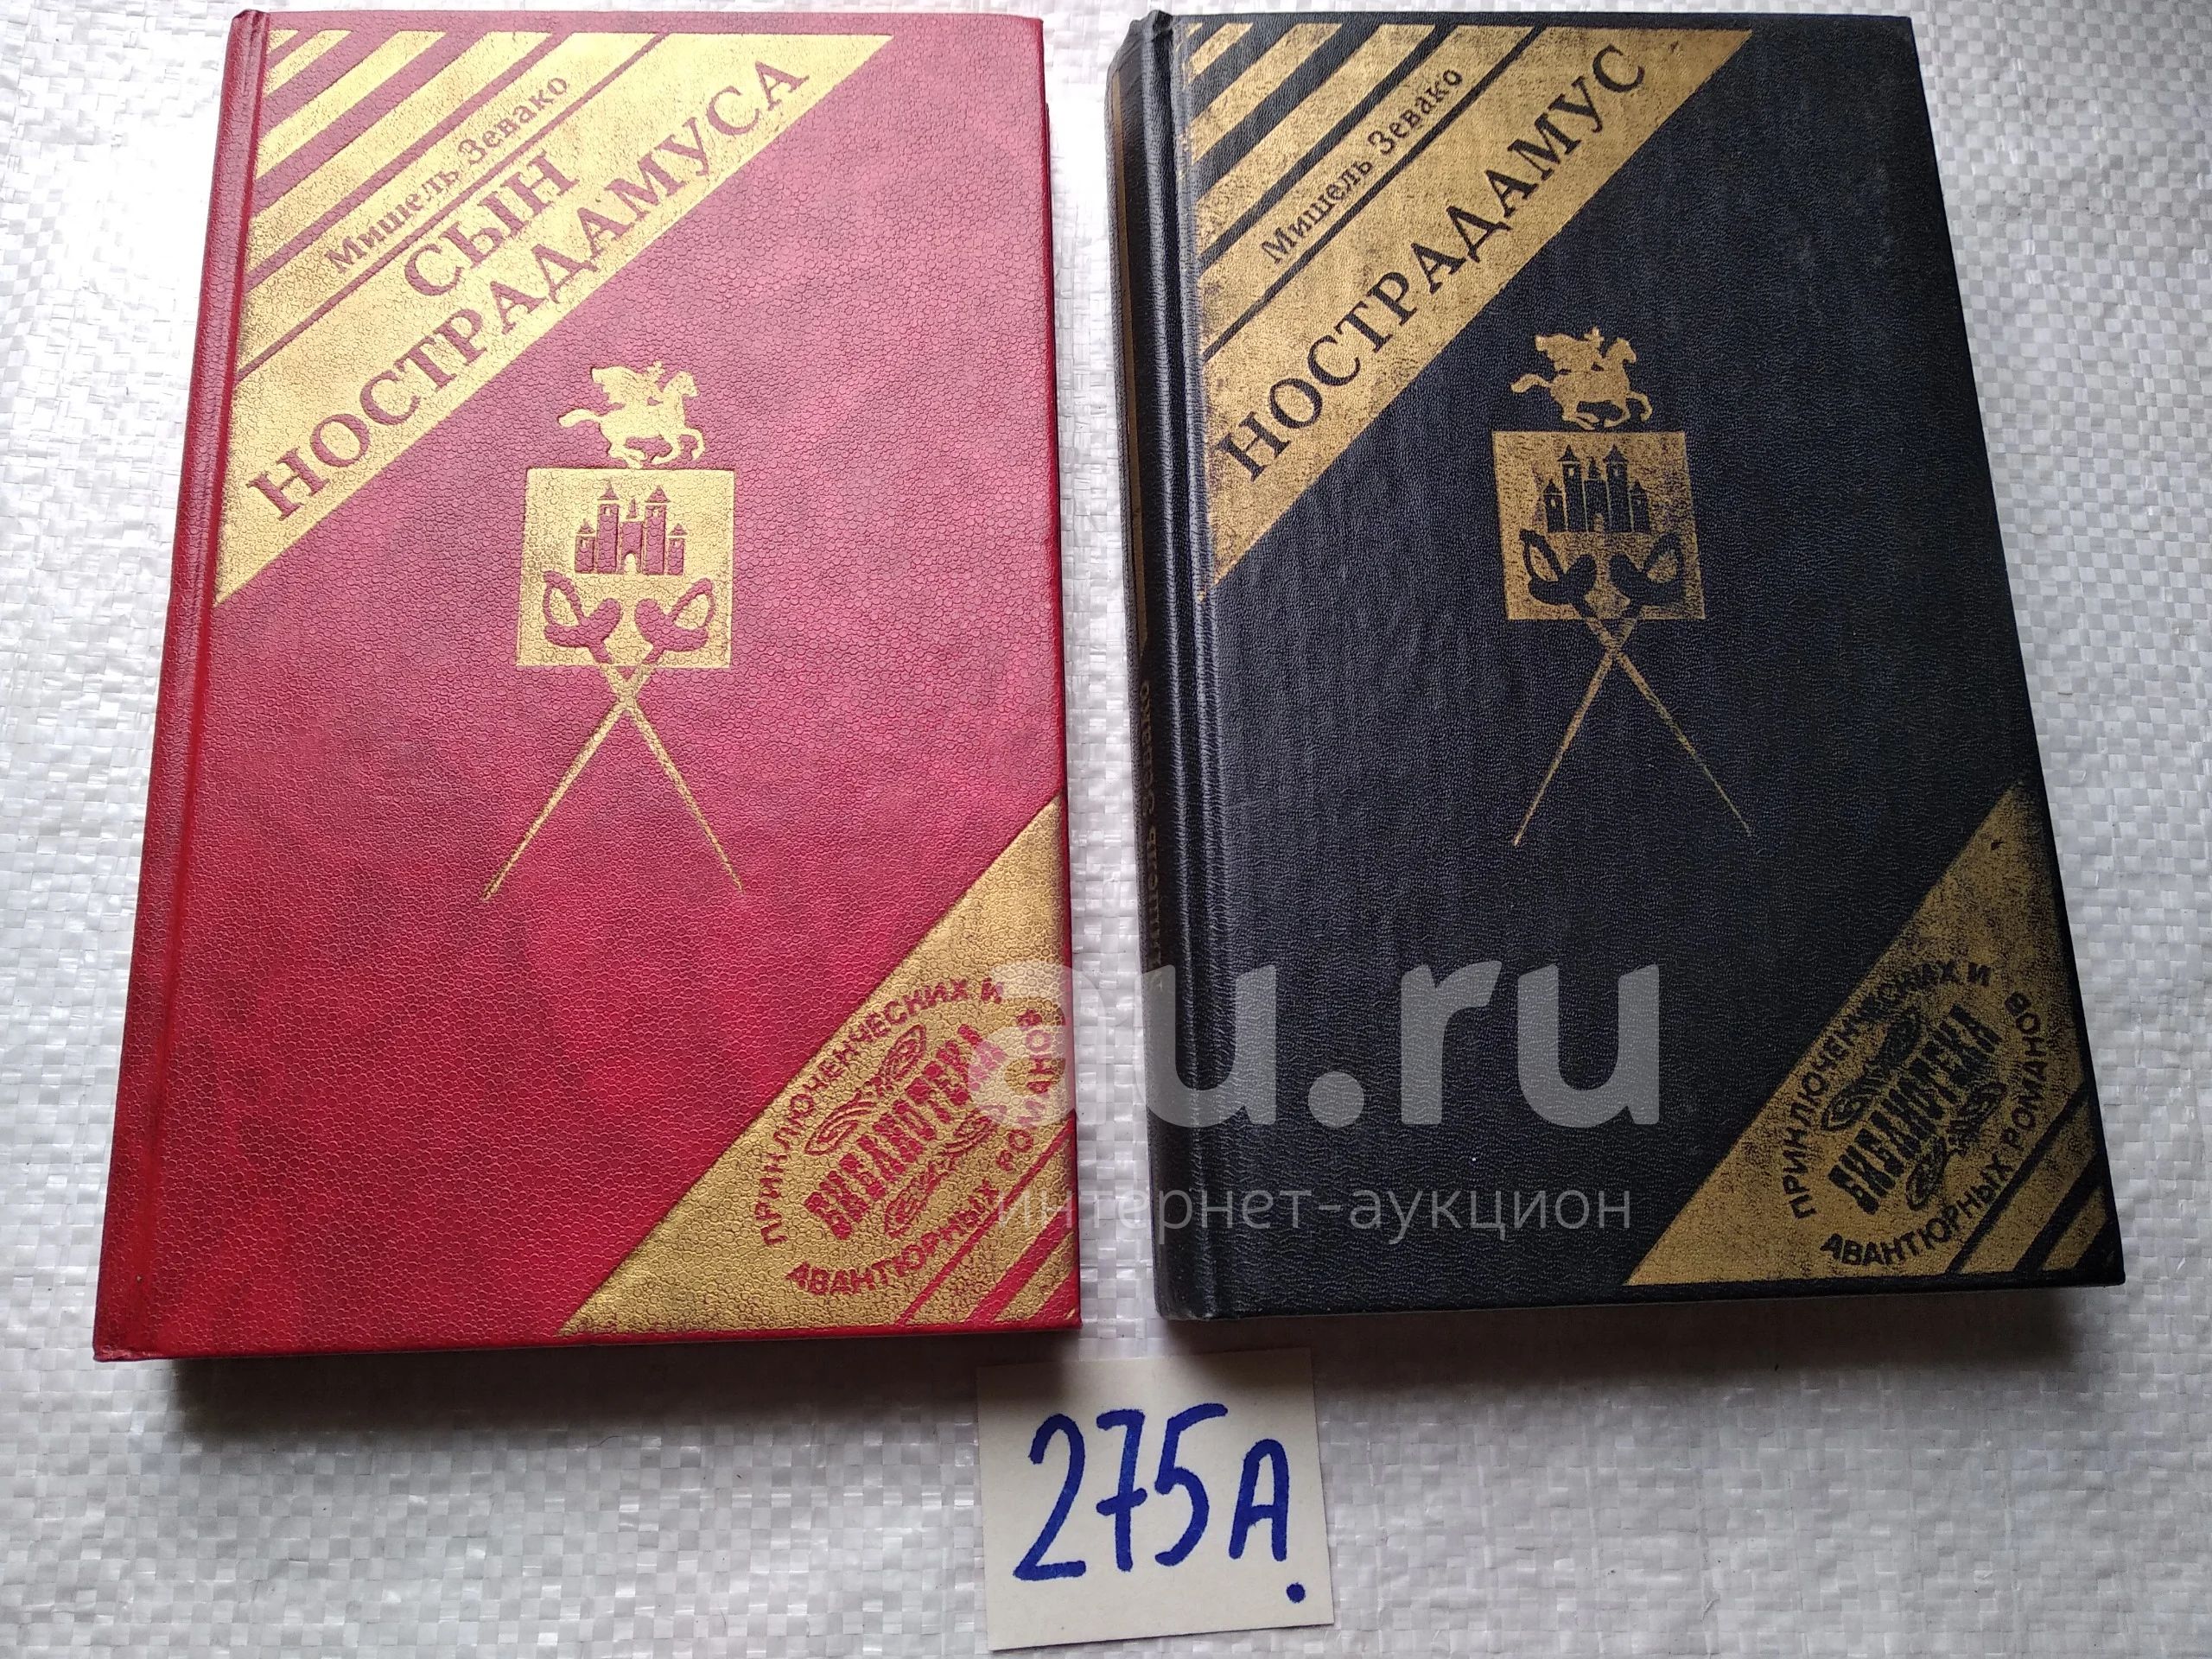 Мишель Зевако
СЫН
НОСТРАДАМУСА
ПРИКЛЮЧЕНЧЕСКИХ И
БИБЛИОТЕКА
АВАНТЮРНЫХ РОМАНОВ
Мишель Зевако
НОСТРАДАМУС
Мишель Зевако
ПРИКЛЮЧЕНЧЕСКИХ И
БИБЛИОТЕКА
АВАНТЮРНЫХ РОМАНОВ
au.ru
интернет-аукцион
275А.